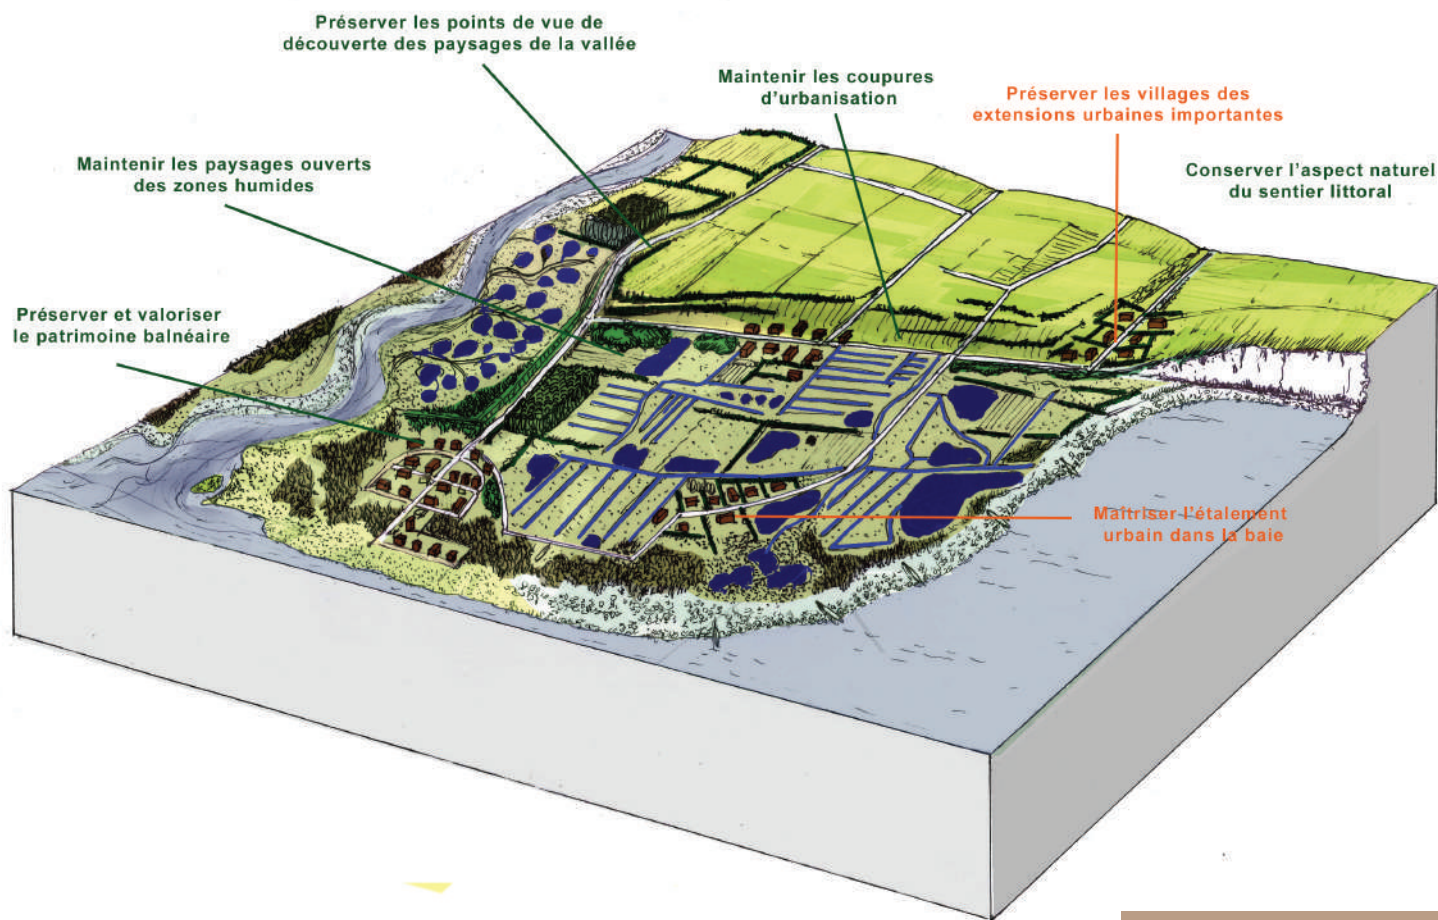 Préserver les points de vue de
découverte des paysages de la vallée
Maintenir les coupures
d'urbanisation
Préserver les villages des
extensions urbaines importantes
Maintenir les paysages ouverts
des zones humides
Conserver l'aspect naturel
du sentier littoral
Préserver et valoriser
le patrimoine balnéaire
Maîtriser l'étalement
urbain dans la baie